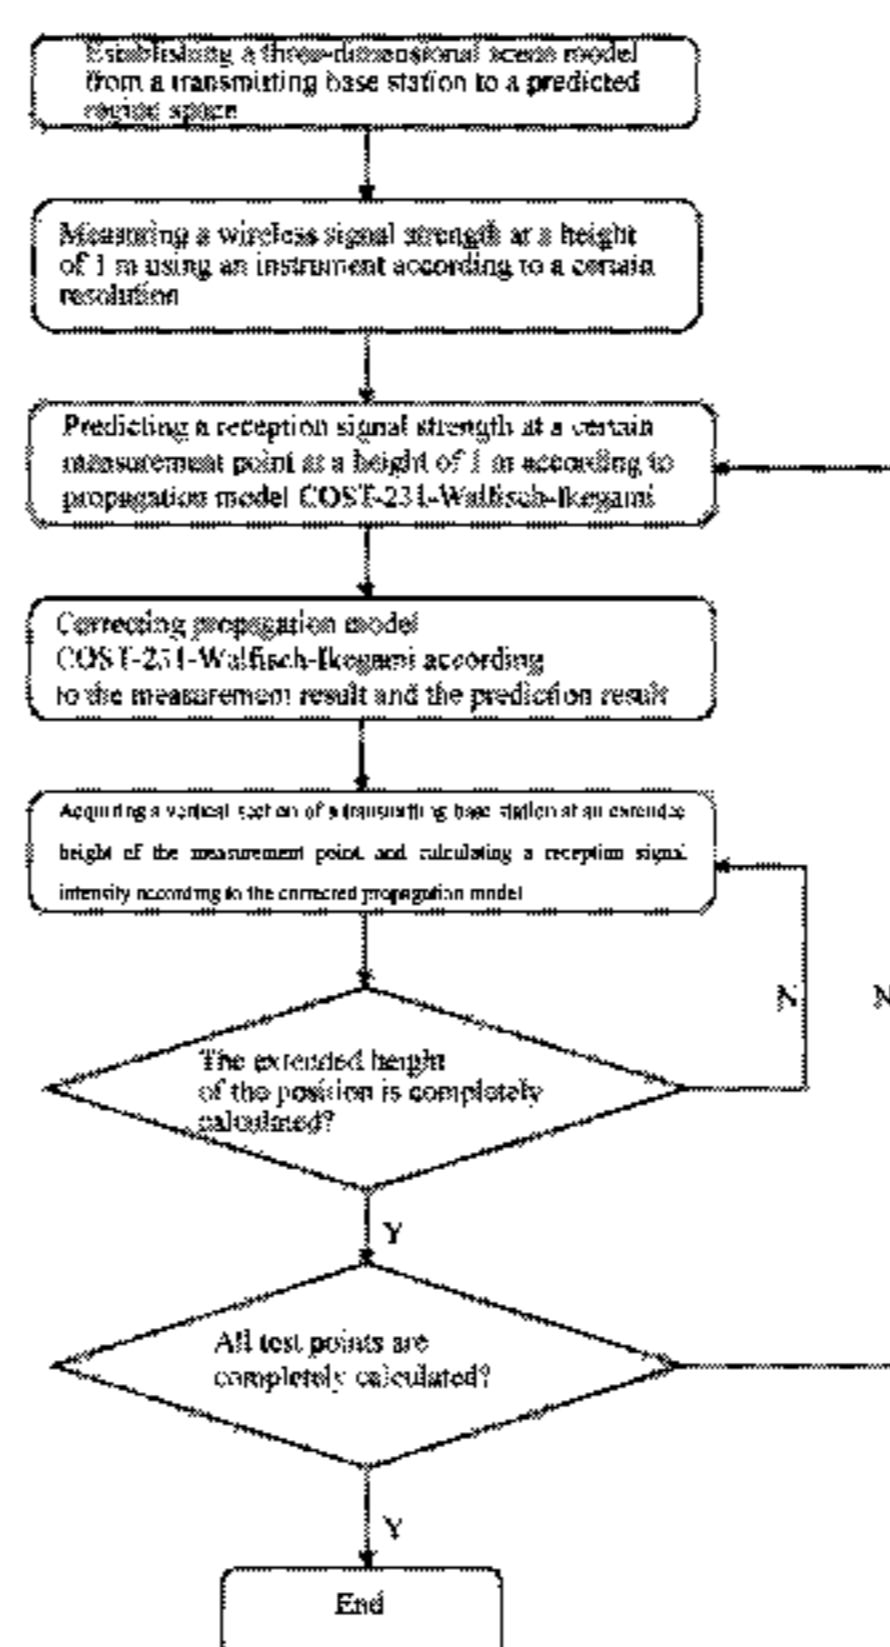 Establishing a three-dimensional scene model
from a transmitting base station to a predicted
region space
Measuring a wireless signal strength at a height
of 1 m using an instrument according to a certain
resolution
Predicting a reception signal strength at a certain
measurement point at a height of 1 m according to
propagation model COST-231-Walfisch-Ikegami
Correcting propagation model
COST-231-Walfisch-Ikegami according
to the measurement result and the prediction result
Acquiring a vertical section of a transmitting base station at an extended
height of the measurement point and calculating a reception signal
intensity according to the corrected propagation model
N
N
The extended height
of the position is completely
calculated?
Y
All test points are
completely calculated?
Y
End